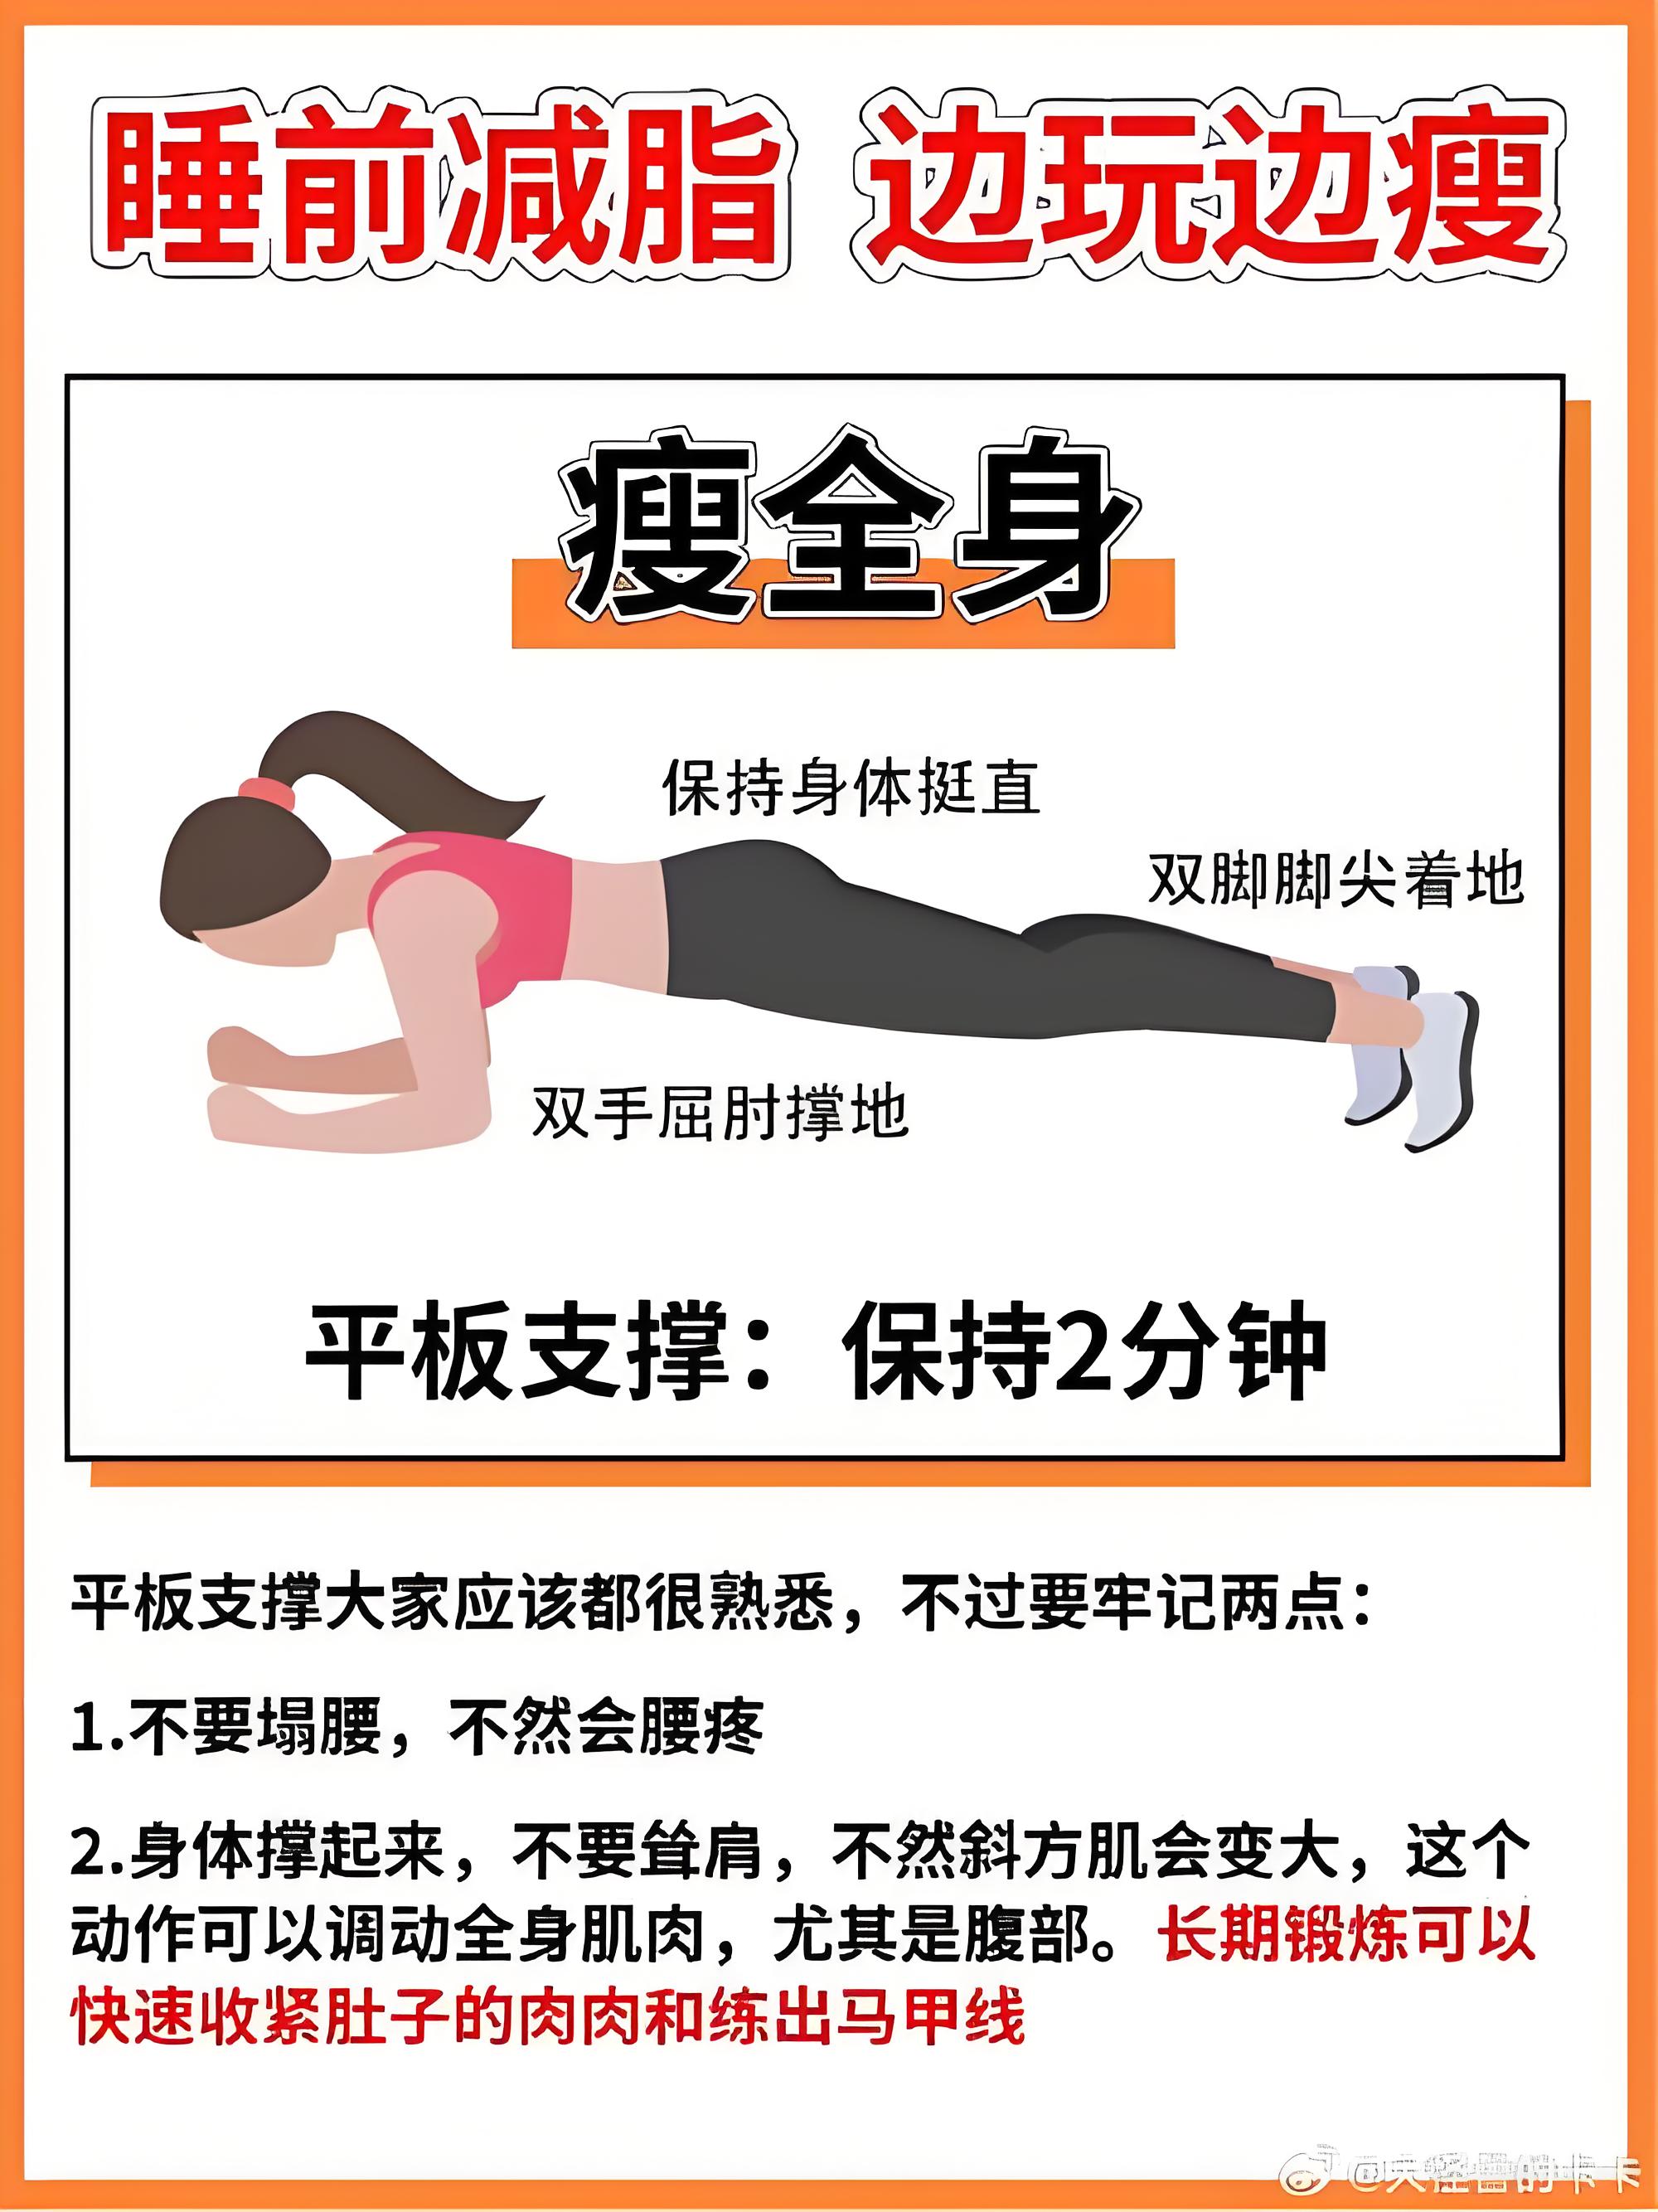 睡前减脂 边玩边瘦
瘦全身
保持身体挺直
双脚脚尖着地
双手屈肘撑地
平板支撑：保持2分钟
平板支撑大家应该都很熟悉，不过要牢记两点：
1.不要塌腰，不然会腰疼
2.身体撑起来，不要耸肩，不然斜方肌会变大，这个
动作可以调动全身肌肉，尤其是腹部。长期锻炼可以
快速收紧肚子的肉肉和练出马甲线